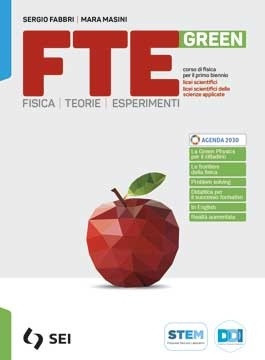 SERGIO FABBRI | MARA MASINI
GREEN
FTE
FISICA | TEORIE | ESPERIMENTI
corso di fisica
per il primo biennio
licei scientifici
licei scientifici delle
scienze applicate
AGENDA 2030
La Green Physics
per il cittadino
Le frontiere
della fisica
Problem solving
Didattica per
il successo formativo
In English
Realtà aumentata
SEI
STEM
DDI